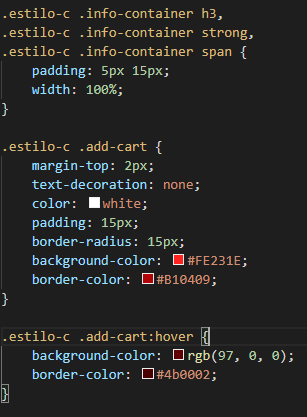 .estilo-c .info-container h3,
.estilo-c .info-container strong,
.estilo-c .info-container span {
    padding: 5px 15px;
    width: 100%;
}

.estilo-c .add-cart {
    margin-top: 2px;
    text-decoration: none;
    color: white;
    padding: 15px;
    border-radius: 15px;
    background-color: #FE231E;
    border-color: #B10409;
}

.estilo-c .add-cart:hover {
    background-color: rgb(97, 0, 0);
    border-color: #4b0002;
}